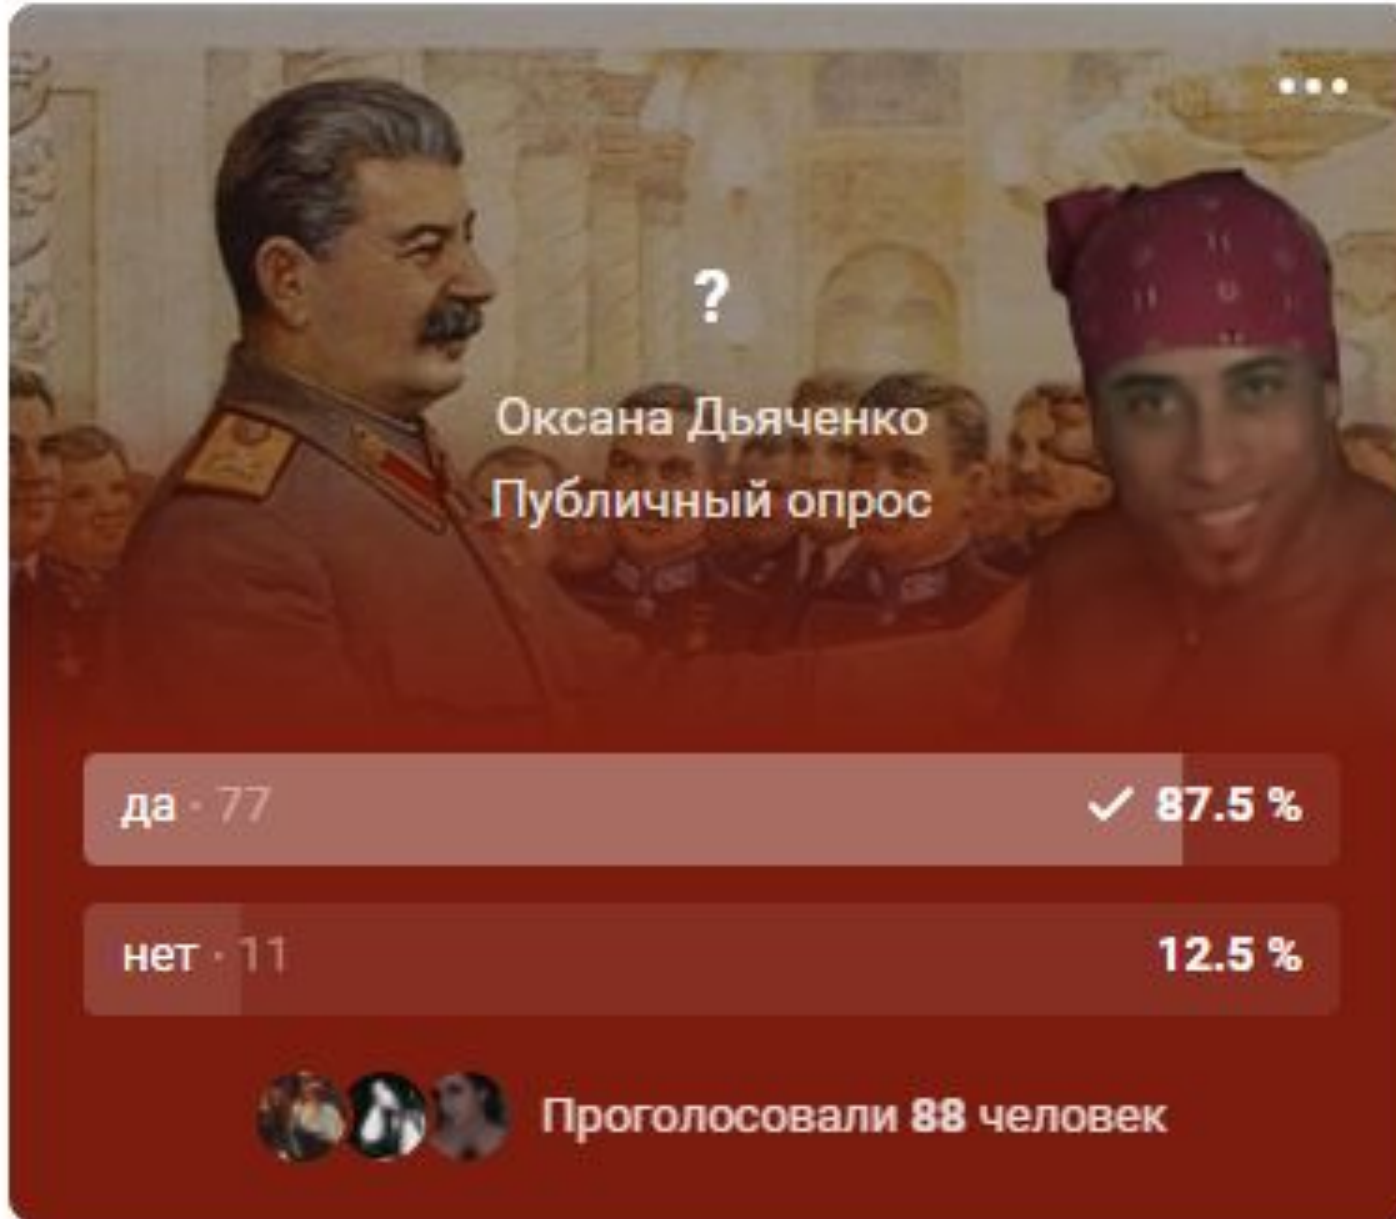 ?
Оксана Дьяченко
Публичный опрос
да · 77 87.5 %
нет · 11 12.5 %
Проголосовали 88 человек